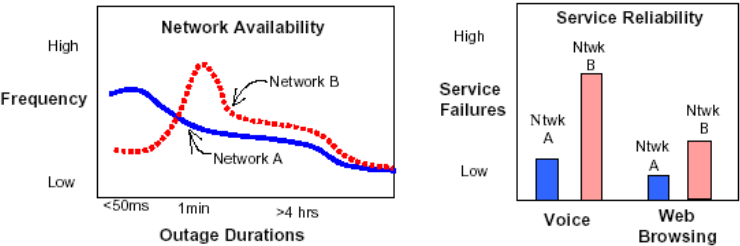 Network Availability
High
Frequency
Low
Network B
Network A
<50ms
1min
>4 hrs
Outage Durations
Service Reliability
High
Service
Failures
Low
Ntwk
A
Ntwk
B
Ntwk
A
Ntwk
B
Voice
Web
Browsing